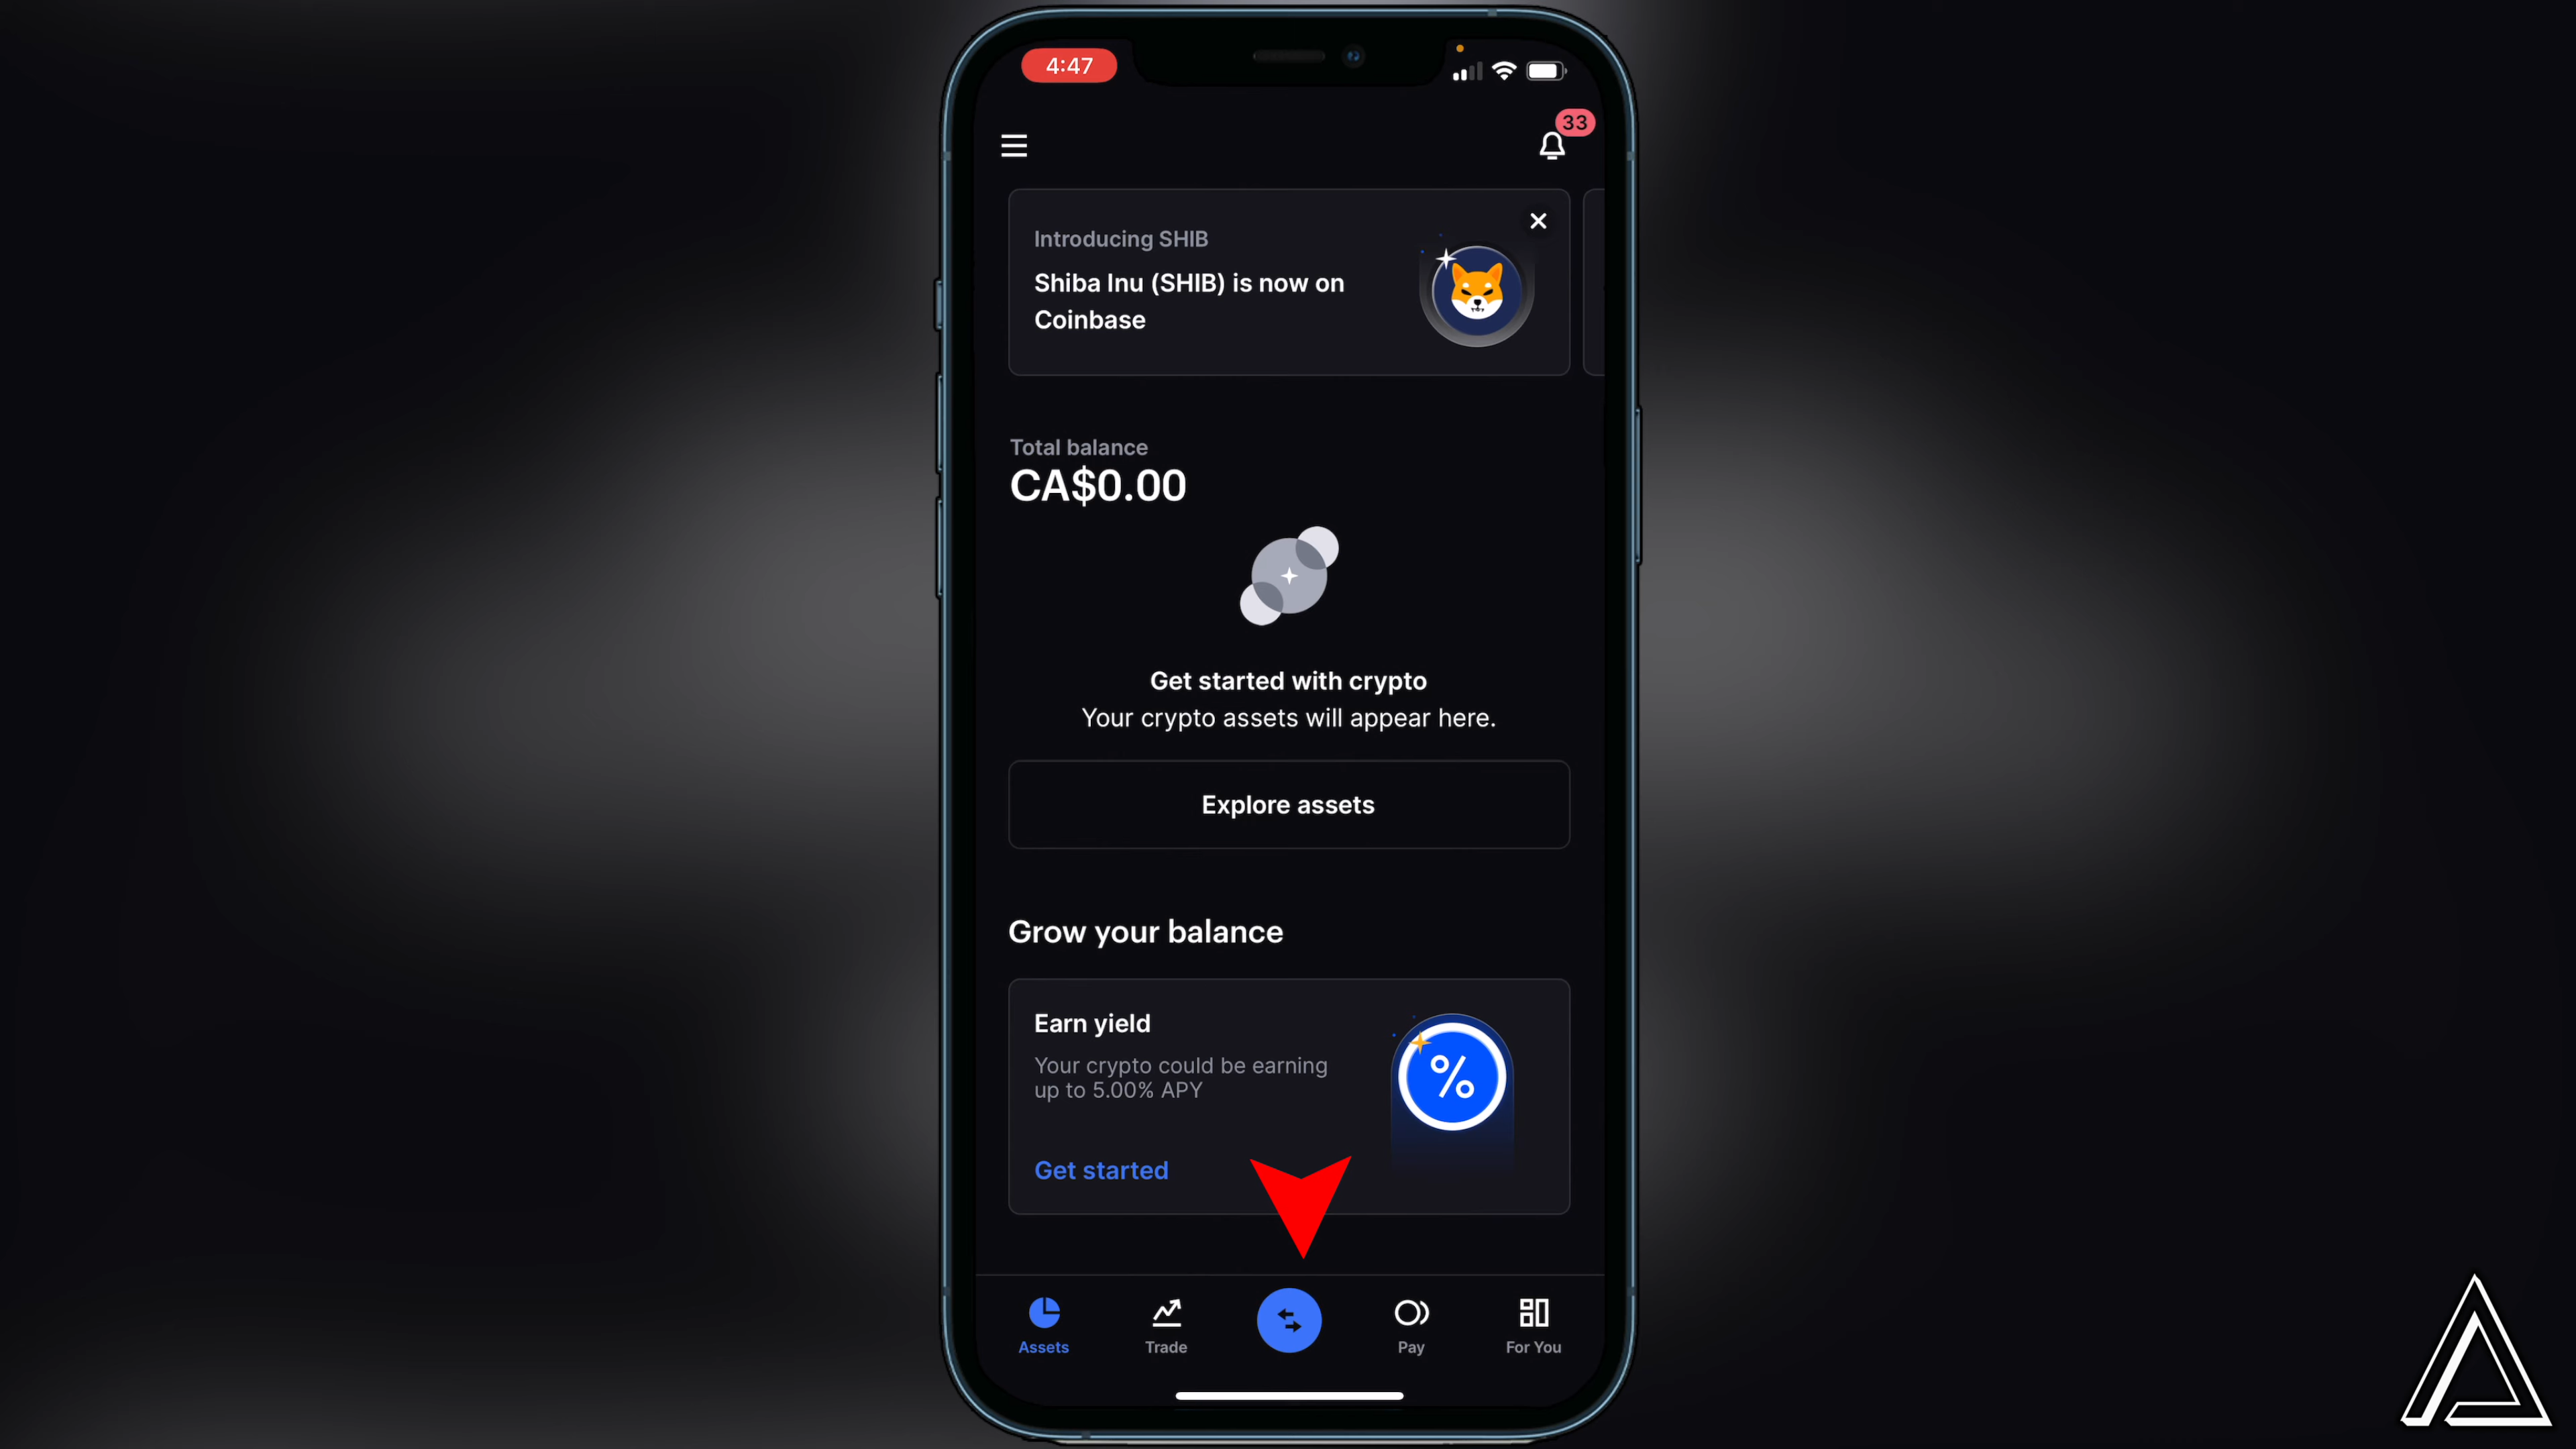 4:47
33
Introducing SHIB
Shiba Inu (SHIB) is now on
Coinbase
Total balance
CA$0.00
Get started with crypto
Your crypto assets will appear here.
Explore assets
Grow your balance
Earn yield
Your crypto could be earning
up to 5.00% APY
%
Get started
Assets
Trade
Pay
For You